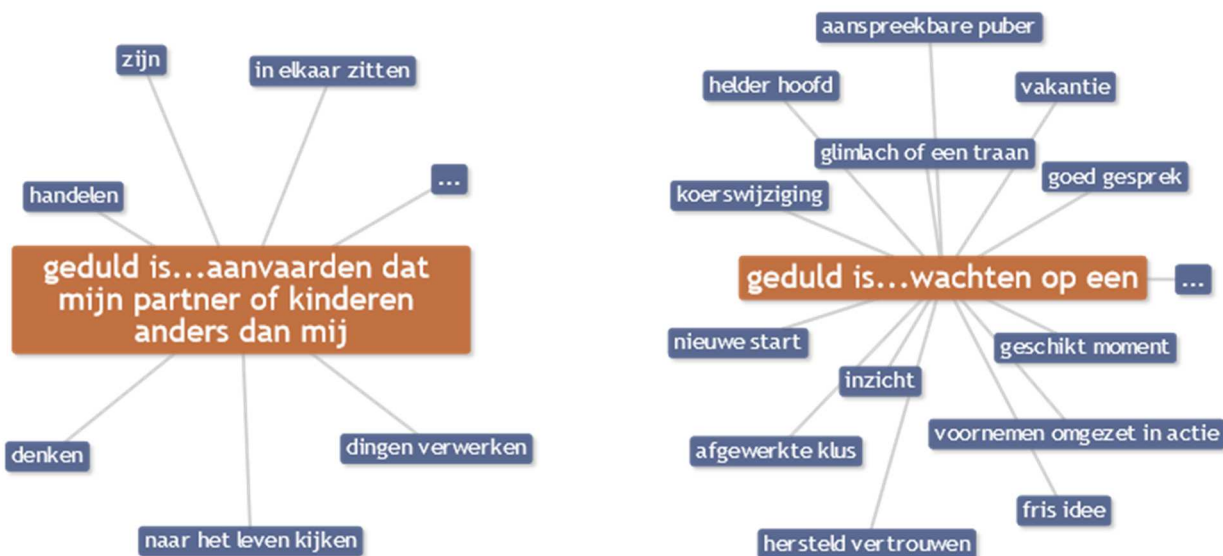 zijn
in elkaar zitten
...
handelen
geduld is...aanvaarden dat
mijn partner of kinderen
anders dan mij
denken
dingen verwerken
naar het leven kijken
aanspreekbare puber
helder hoofd
vakantie
glimlach of een traan
goed gesprek
koerswijziging
geduld is...wachten op een
...
nieuwe start
geschikt moment
inzicht
afgewerkte klus
voornemen omgezet in actie
fris idee
hersteld vertrouwen